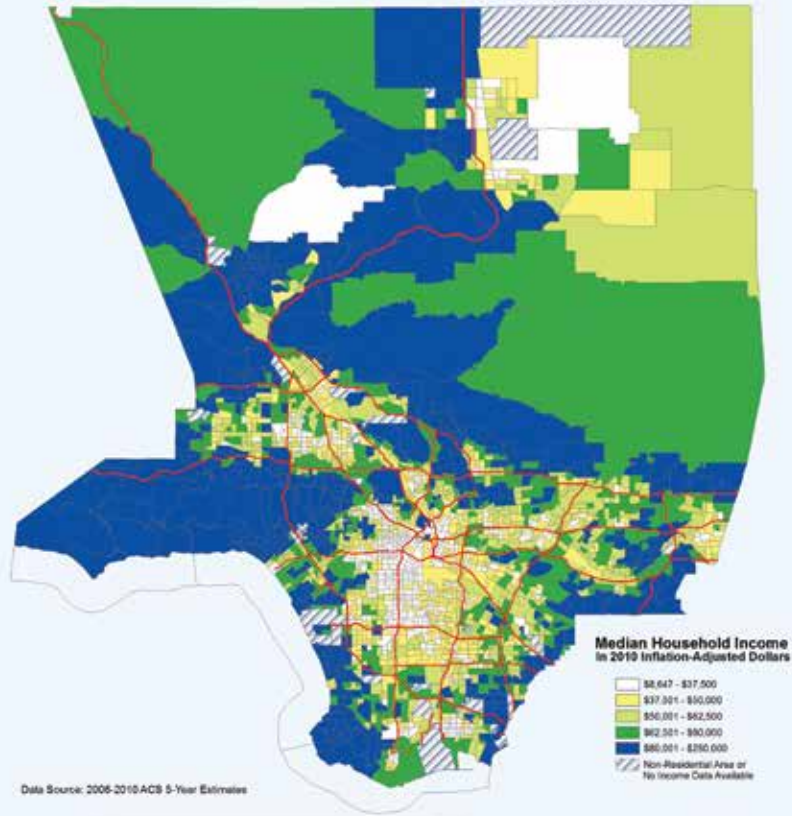 Median Household Income
in 2010 Inflation-Adjusted Dollars
$8,647 - $37,500
$37,501 - $50,000
$50,001 - $62,500
$62,501 - $80,000
$80,001 - $250,000
Non-Residential Area or
No Income Data Available
Data Source: 2006-2010 ACS 5-Year Estimates